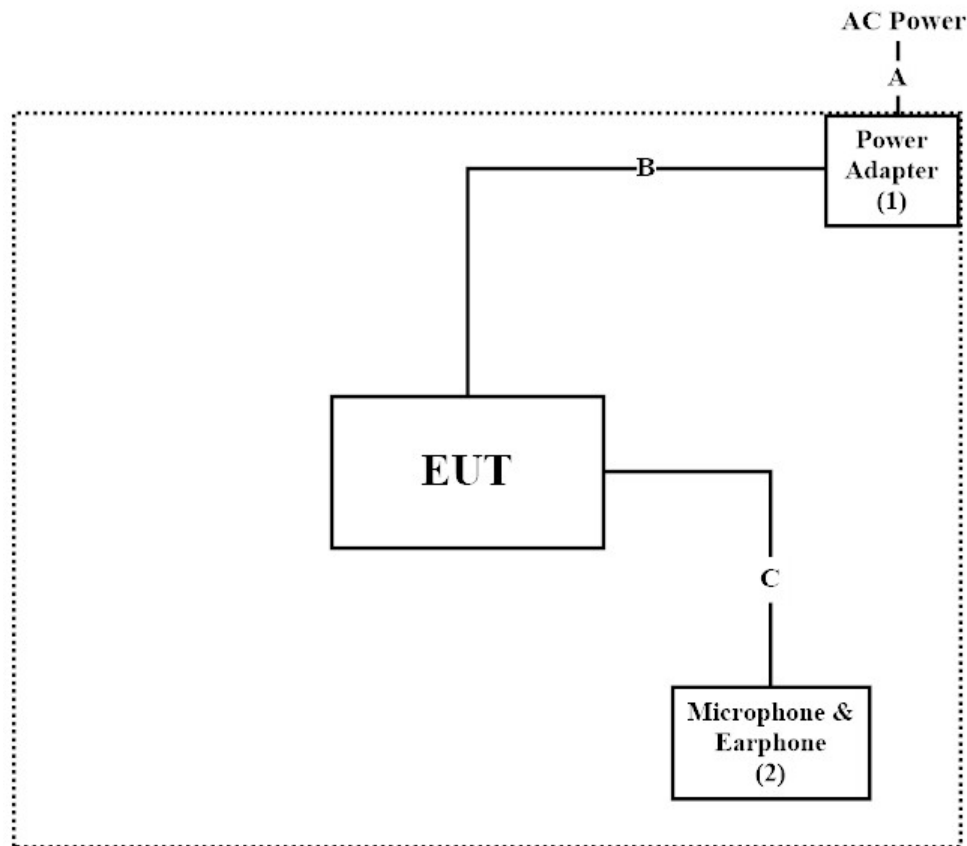 AC Power
A
Power
Adapter
(1)
B
EUT
C
Microphone &
Earphone
(2)